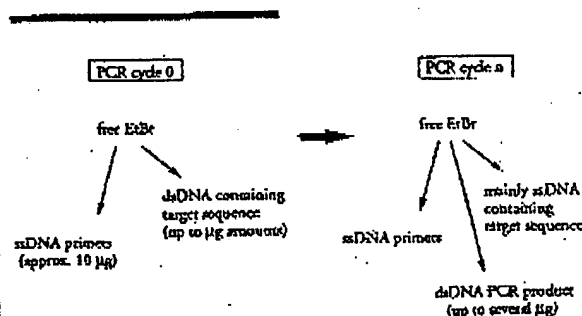 PCR cycle 0
free EtBr
dsDNA containing
target sequence
(up to µg amounts)
ssDNA primers
(approx. 10 µg)
PCR cycle n
free EtBr
mainly ssDNA
containing
target sequence
ssDNA primers
dsDNA PCR product
(up to several µg)